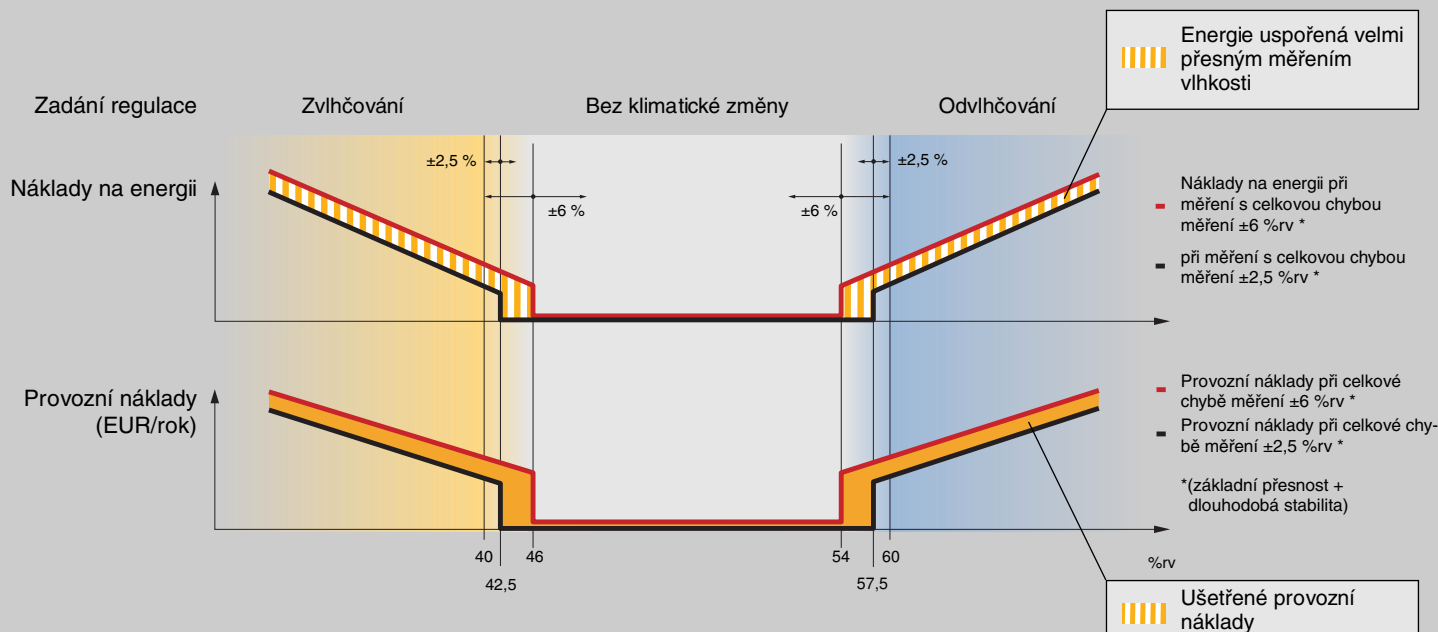 Energie uspořená velmi
přesným měřením
vlhkosti
Zadání regulace
Zvlhčování
Bez klimatické změny
Odvlhčování
±2,5 %
±2,5 %
Náklady na energii
±6 %
±6 %
Náklady na energii při
měření s celkovou chybou
měření ±6 %rv *
při měření s celkovou chybou
měření ±2,5 %rv *
Provozní náklady
(EUR/rok)
Provozní náklady při celkové
chybě měření ±6 %rv *
Provozní náklady při celkové chy-
bě měření ±2,5 %rv *
*(základní přesnost +
dlouhodobá stabilita)
40
46
54
60
%rv
42,5
57,5
Ušetřené provozní
náklady